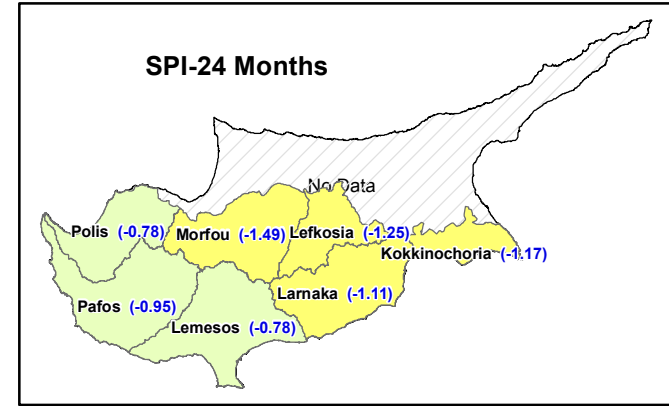 SPI-24 Months
No Data
Polis (-0.78)
Morfou (-1.49)
Lefkosia (-1.25)
Kokkinochoria (-1.17)
Pafos (-0.95)
Larnaka (-1.11)
Lemesos (-0.78)